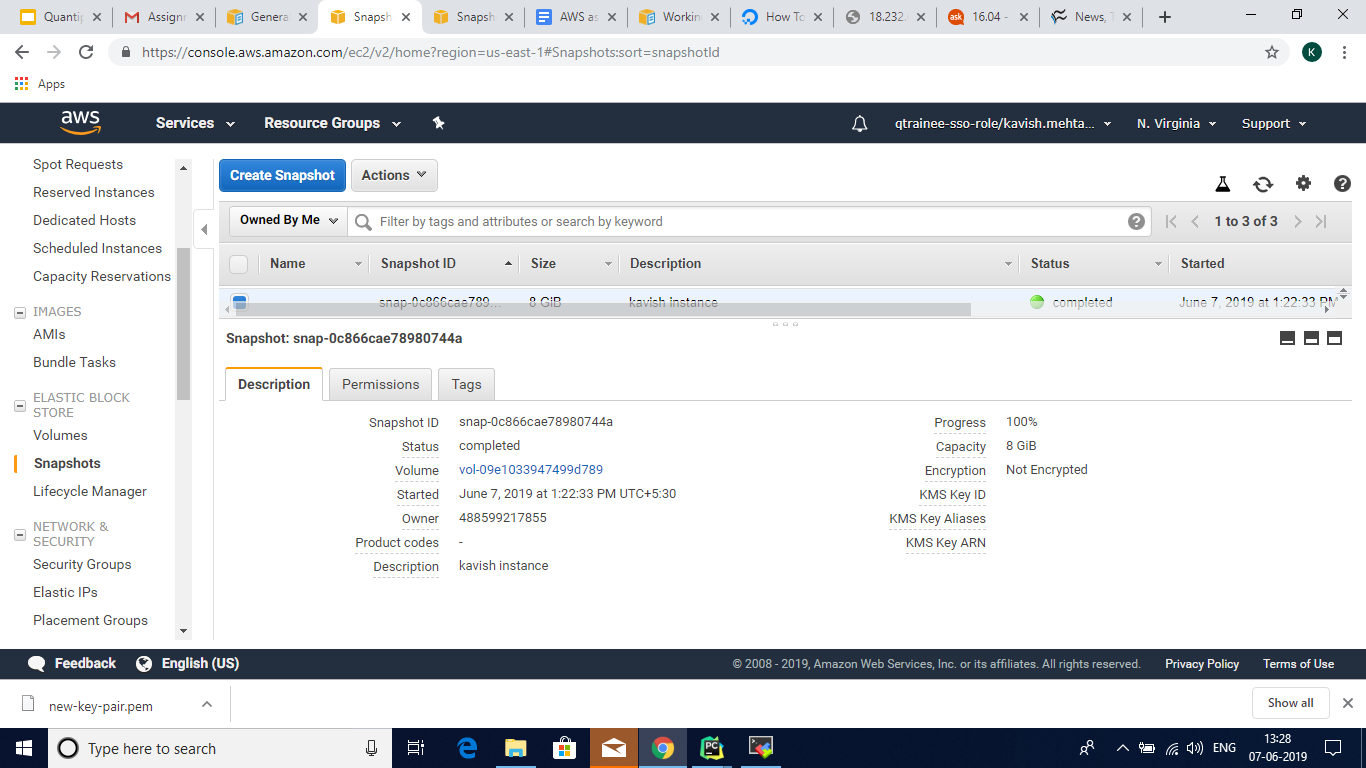 Quantip
Assignm
Genera
Snapsh
Snapsh
AWS as
Workin
How To
18.232.
ask
16.04 -
News, T
https://console.aws.amazon.com/ec2/v2/home?region=us-east-1#Snapshots:sort=snapshotId
K
Apps
aws
Services
Resource Groups
qtrainee-sso-role/kavish.mehta...
N. Virginia
Support
Spot Requests
Reserved Instances
Dedicated Hosts
Scheduled Instances
Capacity Reservations
IMAGES
AMIs
Bundle Tasks
ELASTIC BLOCK
STORE
Volumes
Snapshots
Lifecycle Manager
NETWORK &
SECURITY
Security Groups
Elastic IPs
Placement Groups
Create Snapshot
Actions
Owned By Me
Filter by tags and attributes or search by keyword
1 to 3 of 3
Name Snapshot ID Size Description Status Started
snap-0c866cae789... 8 GiB kavish instance completed June 7, 2019 at 1:22:33 PM
Snapshot: snap-0c866cae78980744a
Description
Permissions
Tags
Snapshot ID snap-0c866cae78980744a
Status completed
Volume vol-09e1033947499d789
Started June 7, 2019 at 1:22:33 PM UTC+5:30
Owner 488599217855
Product codes -
Description kavish instance
Progress 100%
Capacity 8 GiB
Encryption Not Encrypted
KMS Key ID
KMS Key Aliases
KMS Key ARN
Feedback
English (US)
© 2008 - 2019, Amazon Web Services, Inc. or its affiliates. All rights reserved.
Privacy Policy
Terms of Use
new-key-pair.pem
Show all
Type here to search
PC
ENG
13:28
07-06-2019